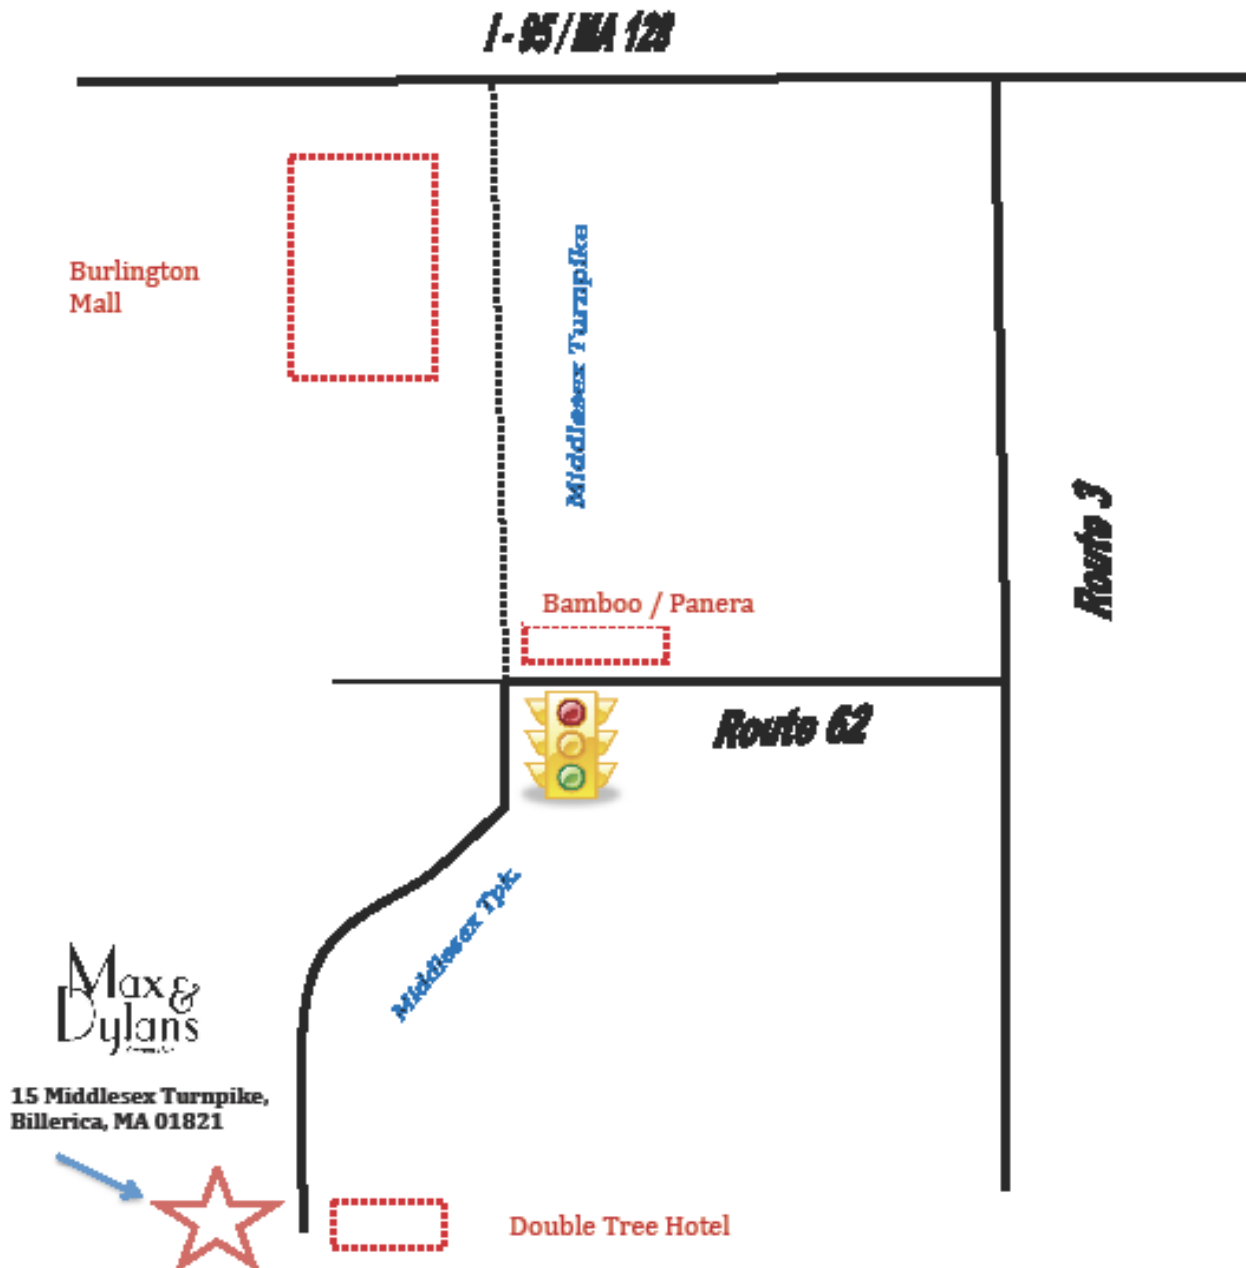 I - 95 / MA 128
Burlington
Mall
Middlesex Turnpike
Route 3
Bamboo / Panera
Route 62
Middlesex Tpk.
Max &
Dylans
15 Middlesex Turnpike,
Billerica, MA 01821
Double Tree Hotel